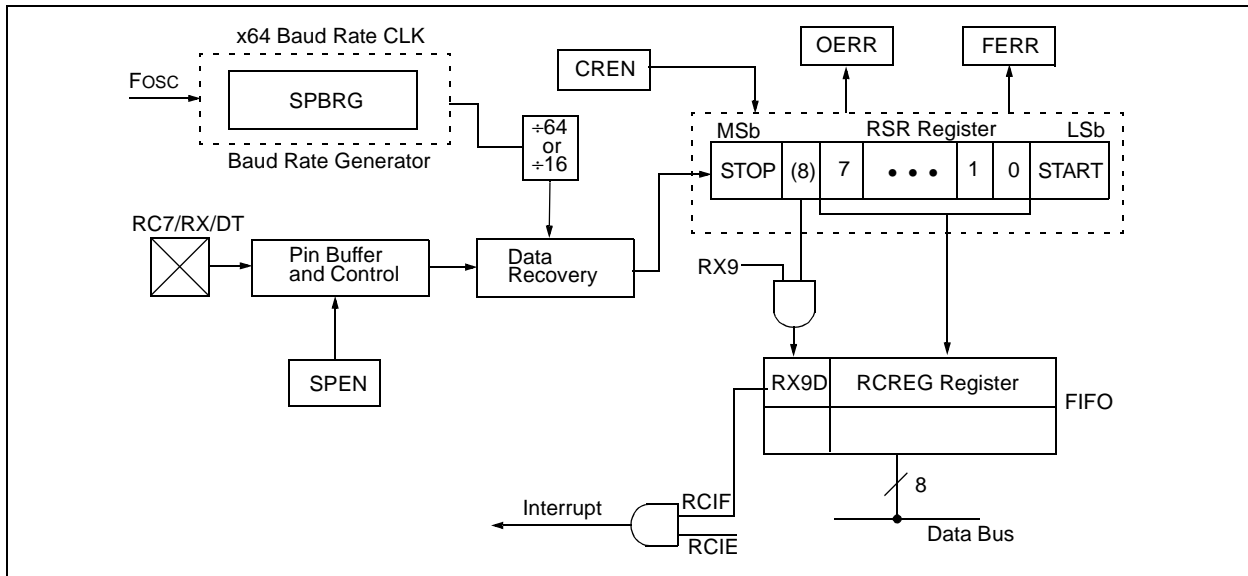 x64 Baud Rate CLK
FOSC
SPBRG
Baud Rate Generator
÷64
or
÷16
CREN
OERR
FERR
MSb
RSR Register
LSb
STOP
(8)
7
• • •
1
0
START
RC7/RX/DT
Pin Buffer
and Control
Data
Recovery
SPEN
RX9
RX9D
RCREG Register
FIFO
8
Data Bus
Interrupt
RCIF
RCIE